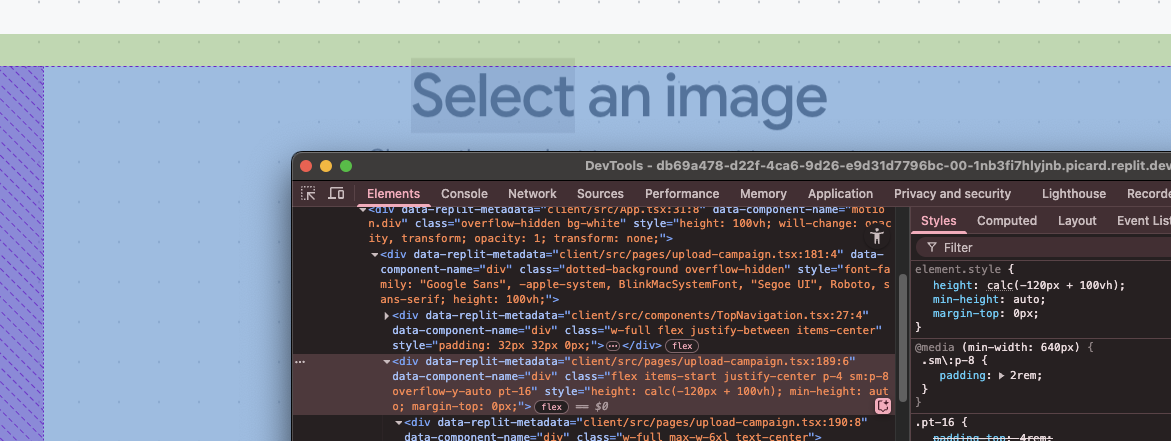 Select an image
DevTools - db69a478-d22f-4ca6-9d26-e9d31d7796bc-00-1nb3fi7hlyjnb.picard.replit.dev
Elements Console Network Sources Performance Memory Application Privacy and security Lighthouse Recorde
<div data-replit-metadata="client/src/App.tsx:31:8" data-component-name="motio
n.div" class="overflow-hidden bg-white" style="height: 100vh; will-change: opac
ity, transform; opacity: 1; transform: none;">
<div data-replit-metadata="client/src/pages/upload-campaign.tsx:181:4" data-
component-name="div" class="dotted-background overflow-hidden" style="font-fa
mily: "Google Sans", -apple-system, BlinkMacSystemFont, "Segoe UI", Roboto, s
ans-serif; height: 100vh;">
<div data-replit-metadata="client/src/components/TopNavigation.tsx:27:4"
data-component-name="div" class="w-full flex justify-between items-center"
style="padding: 32px 32px 0px;"> … </div> flex
… <div data-replit-metadata="client/src/pages/upload-campaign.tsx:189:6"
data-component-name="div" class="flex items-start justify-center p-4 sm:p-8
overflow-y-auto pt-16" style="height: calc(-120px + 100vh); min-height: aut
o; margin-top: 0px;"> flex == $0
<div data-replit-metadata="client/src/pages/upload-campaign.tsx:190:8"
data-component-name="div" class="w-full max-w-6xl text-center">
Styles Computed Layout Event List
Filter
element.style {
height: calc(-120px + 100vh);
min-height: auto;
margin-top: 0px;
}
@media (min-width: 640px) {
.sm\:p-8 {
padding: 2rem;
}
}
.pt-16 {
padding-top: 4rem;